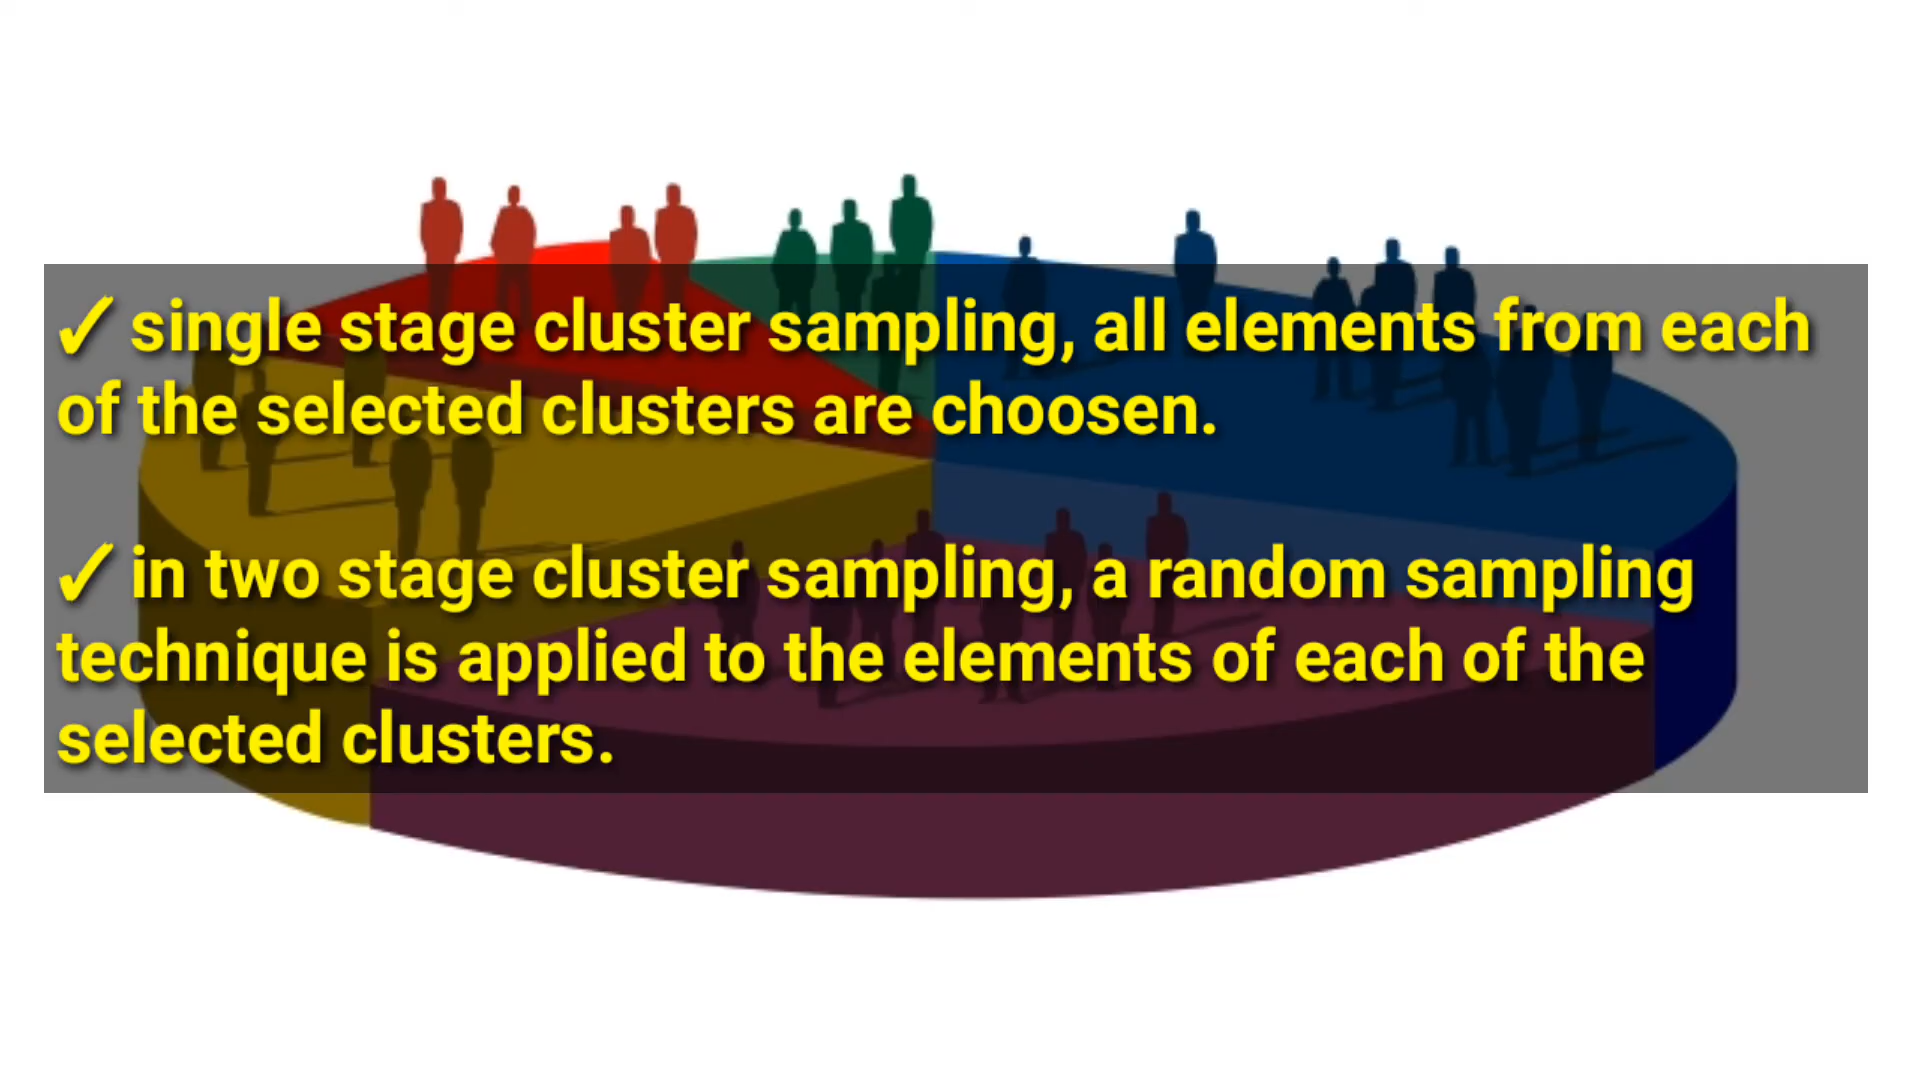 ✓ single stage cluster sampling, all elements from each
of the selected clusters are choosen.
✓ in two stage cluster sampling, a random sampling
technique is applied to the elements of each of the
selected clusters.